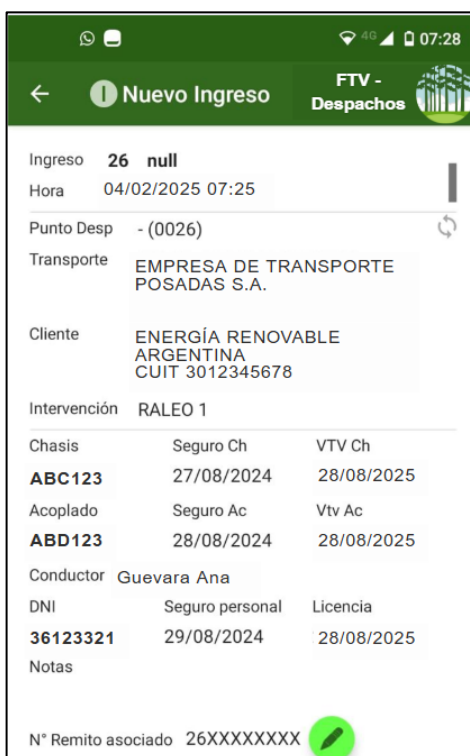 4G 07:28
Nuevo Ingreso
FTV -
Despachos
Ingreso 26 null
Hora 04/02/2025 07:25
Punto Desp - (0026)
Transporte EMPRESA DE TRANSPORTE
POSADAS S.A.
Cliente ENERGÍA RENOVABLE
ARGENTINA
CUIT 3012345678
Intervención RALEO 1
Chasis Seguro Ch VTV Ch
ABC123 27/08/2024 28/08/2025
Acoplado Seguro Ac Vtv Ac
ABD123 28/08/2024 28/08/2025
Conductor Guevara Ana
DNI Seguro personal Licencia
36123321 29/08/2024 28/08/2025
Notas
N° Remito asociado 26XXXXXXXX